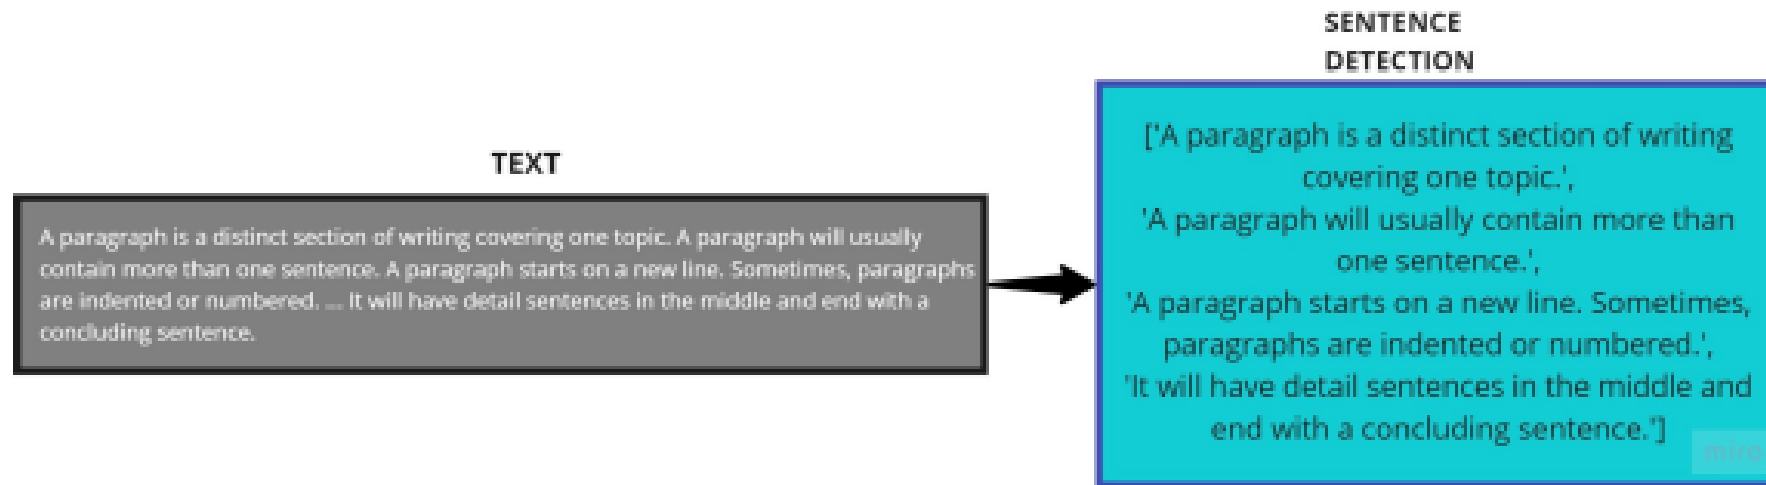 TEXT
A paragraph is a distinct section of writing covering one topic. A paragraph will usually
contain more than one sentence. A paragraph starts on a new line. Sometimes, paragraphs
are indented or numbered. ... It will have detail sentences in the middle and end with a
concluding sentence.
SENTENCE
DETECTION
['A paragraph is a distinct section of writing
covering one topic.',
'A paragraph will usually contain more than
one sentence.',
'A paragraph starts on a new line. Sometimes,
paragraphs are indented or numbered.',
'It will have detail sentences in the middle and
end with a concluding sentence.']
miro